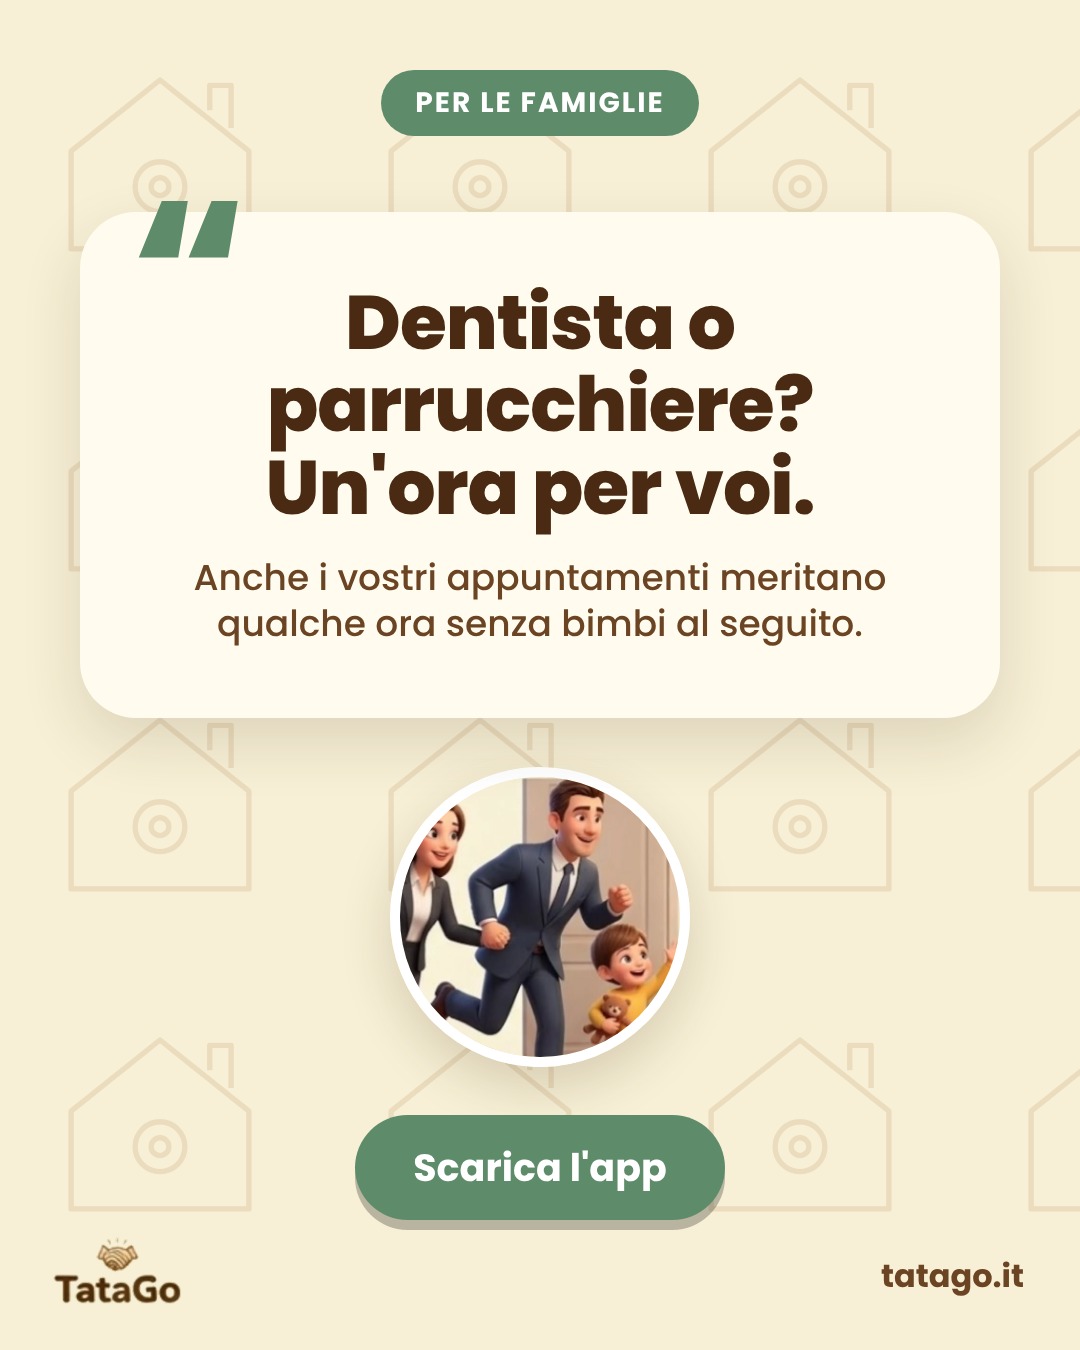 PER LE FAMIGLIE
Dentista o
parrucchiere?
Un'ora per voi.
Anche i vostri appuntamenti meritano
qualche ora senza bimbi al seguito.
Scarica l'app
TataGo
tatago.it